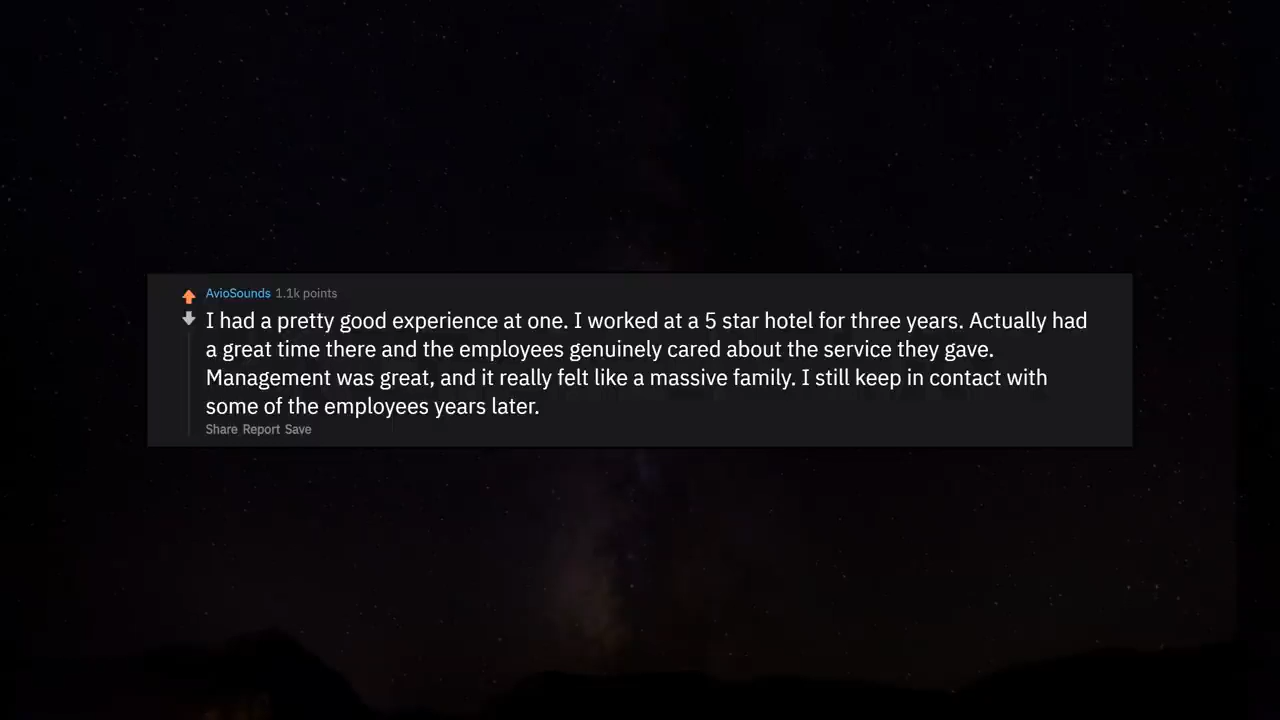 AvioSounds 1.1k points
I had a pretty good experience at one. I worked at a 5 star hotel for three years. Actually had
a great time there and the employees genuinely cared about the service they gave.
Management was great, and it really felt like a massive family. I still keep in contact with
some of the employees years later.
Share Report Save